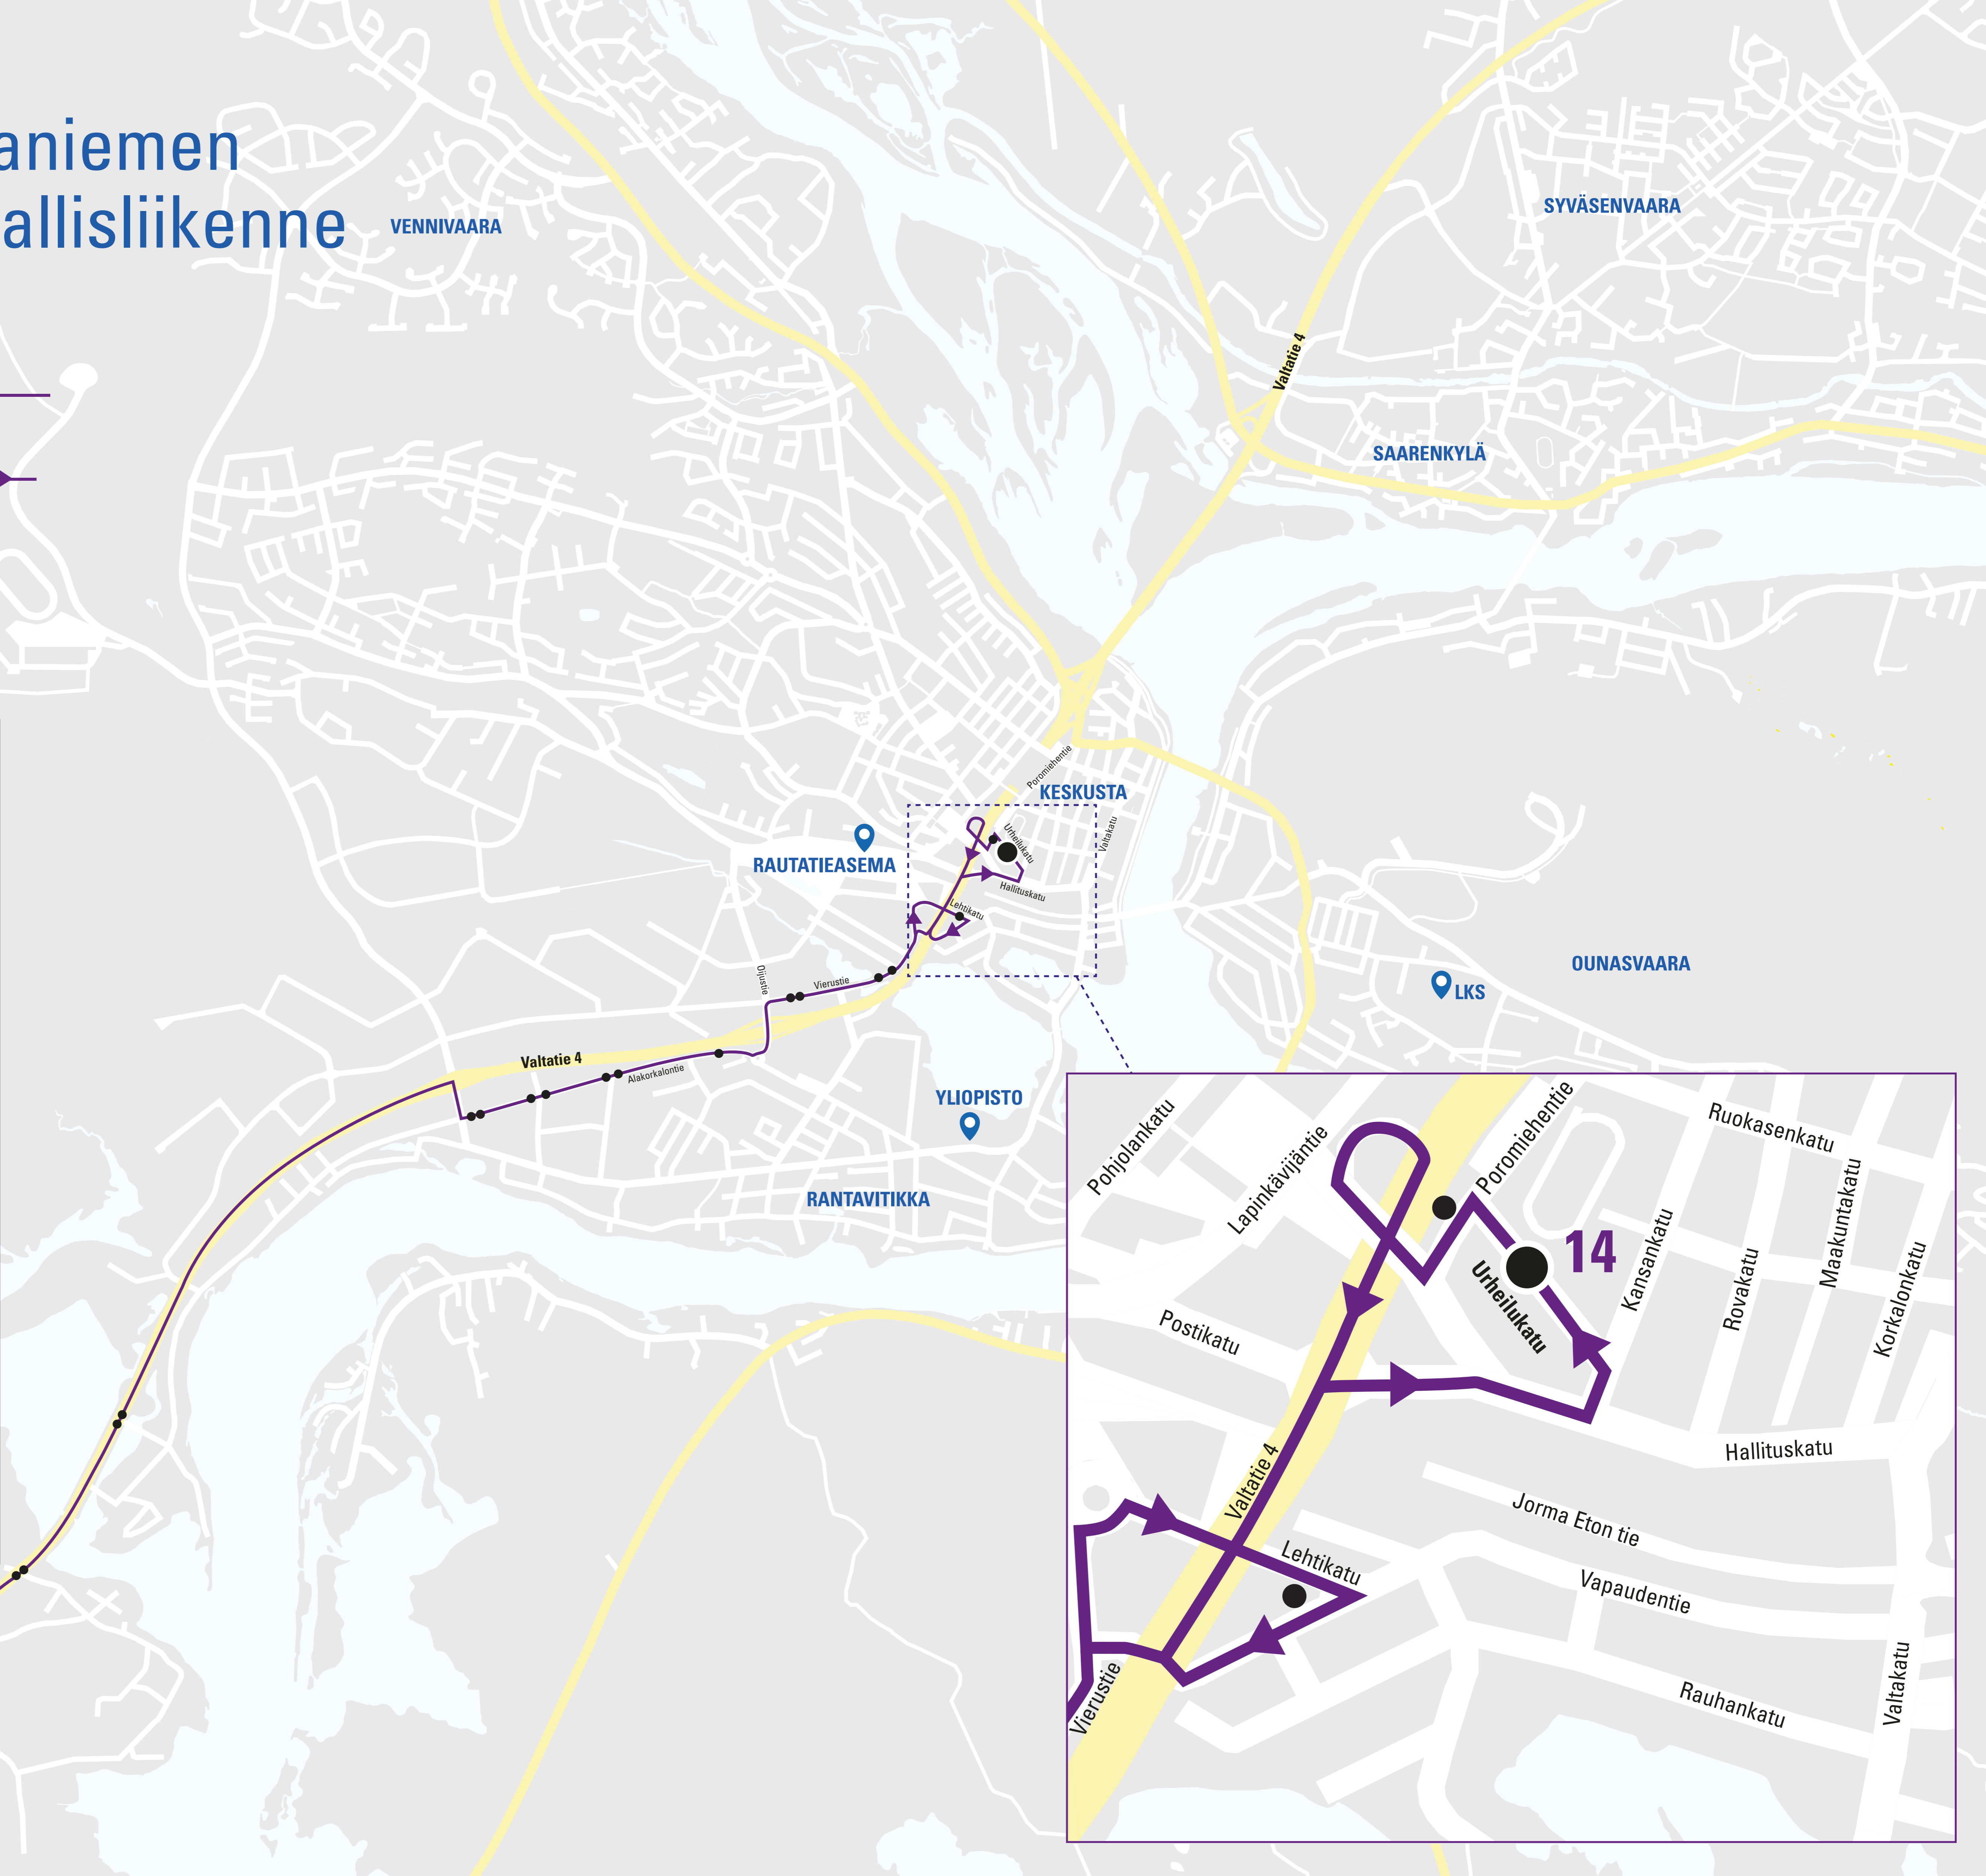 aniemen
allisliikenne
VENNIVAARA
SYVÄSENVAARA
Valtatie 4
SAARENKYLÄ
Poromiehentie
KESKUSTA
Valtakatu
Urheilukatu
RAUTATIEASEMA
Hallituskatu
Lehtikatu
OUNASVAARA
Oijustie
Vierustie
LKS
Valtatie 4
Alakorkalontie
YLIOPISTO
RANTAVITIKKA
Pohjolankatu
Lapinkävijäntie
Poromiehentie
Ruokasenkatu
Maakuntakatu
Kansankatu
14
Rovakatu
Korkalonkatu
Urheilukatu
Postikatu
Hallituskatu
Valtatie 4
Jorma Eton tie
Lehtikatu
Vapaudentie
Vierustie
Rauhankatu
Valtakatu